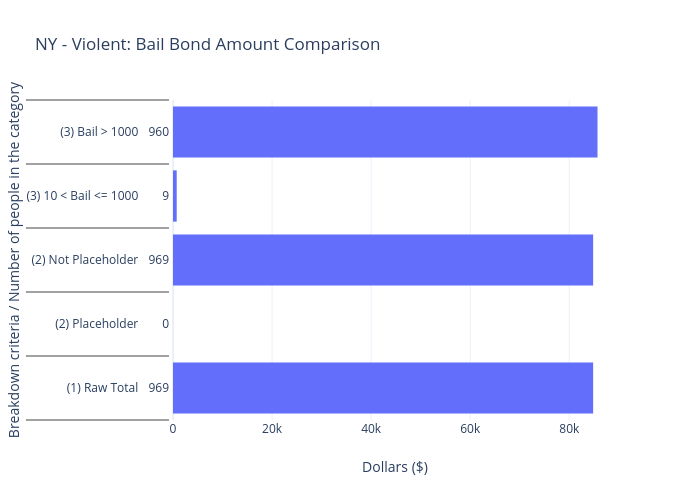 NY - Violent: Bail Bond Amount Comparison
Breakdown criteria / Number of people in the category
(3) Bail > 1000 960
(3) 10 < Bail <= 1000 9
(2) Not Placeholder 969
(2) Placeholder 0
(1) Raw Total 969
0 20k 40k 60k 80k
Dollars ($)